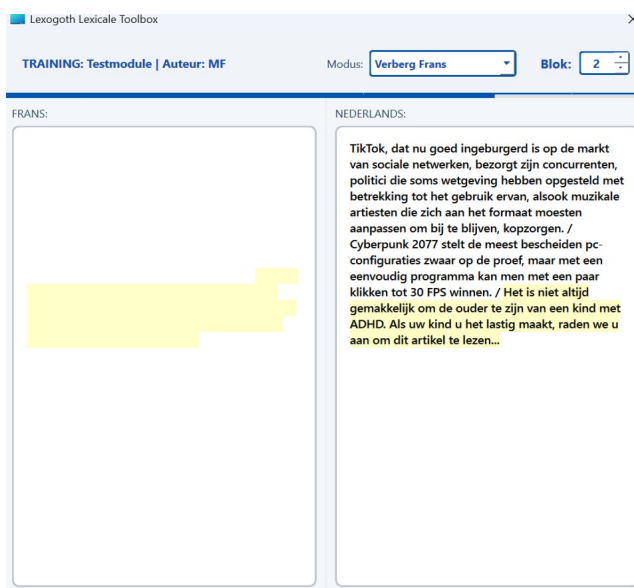 Lexogoth Lexicale Toolbox
TRAINING: Testmodule | Auteur: MF
Modus: Verberg Frans
Blok: 2
FRANS:
NEDERLANDS:
TikTok, dat nu goed ingeburgerd is op de markt
van sociale netwerken, bezorgt zijn concurrenten,
politici die soms wetgeving hebben opgesteld met
betrekking tot het gebruik ervan, alsook muzikale
artiesten die zich aan het formaat moesten
aanpassen om bij te blijven, kopzorgen. /
Cyberpunk 2077 stelt de meest bescheiden pc-
configuraties zwaar op de proef, maar met een
eenvoudig programma kan men met een paar
klikken tot 30 FPS winnen. / Het is niet altijd
gemakkelijk om de ouder te zijn van een kind met
ADHD. Als uw kind u het lastig maakt, raden we u
aan om dit artikel te lezen...